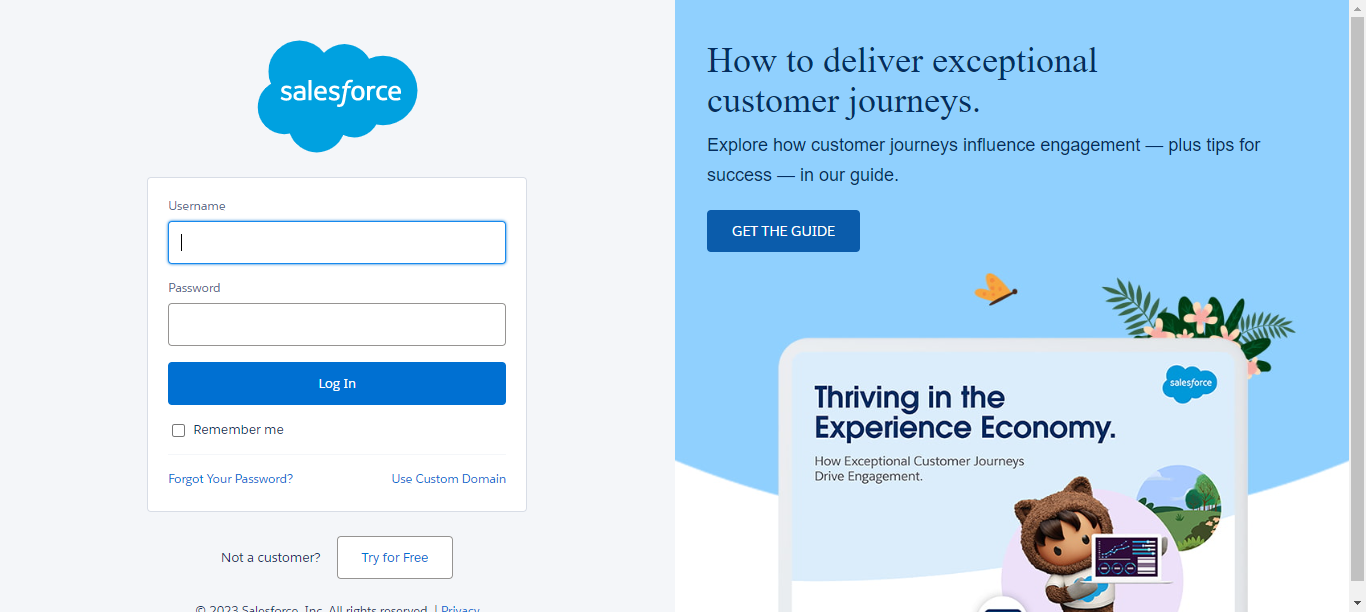 salesforce
Username
Password
Log In
Remember me
Forgot Your Password?
Use Custom Domain
Not a customer?
Try for Free
© 2023 Salesforce, Inc. All rights reserved. | Privacy
How to deliver exceptional
customer journeys.
Explore how customer journeys influence engagement — plus tips for
success — in our guide.
GET THE GUIDE
salesforce
Thriving in the
Experience Economy.
How Exceptional Customer Journeys
Drive Engagement.